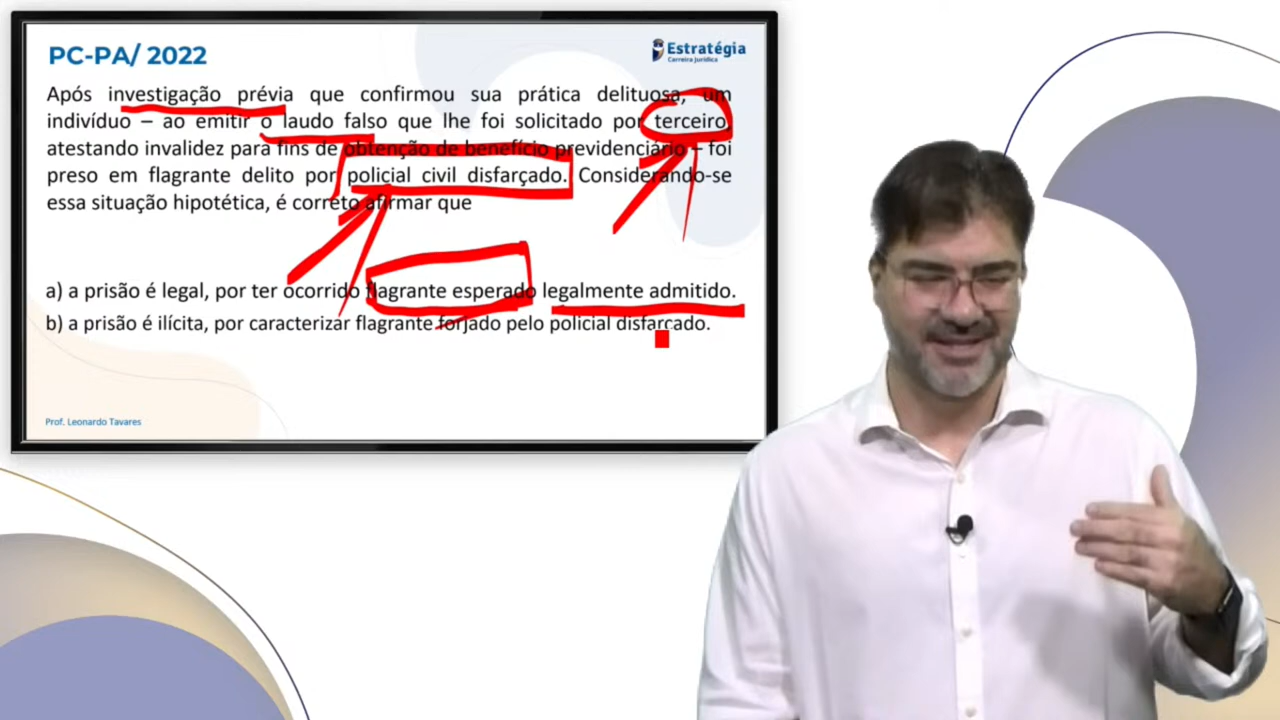 PC-PA/ 2022
Estratégia
Carreira Jurídica
Após investigação prévia que confirmou sua prática delituosa, um
indivíduo – ao emitir o laudo falso que lhe foi solicitado por terceiro,
atestando invalidez para fins de obtenção de benefício previdenciário – foi
preso em flagrante delito por policial civil disfarçado. Considerando-se
essa situação hipotética, é correto afirmar que
a) a prisão é legal, por ter ocorrido flagrante esperado legalmente admitido.
b) a prisão é ilícita, por caracterizar flagrante forjado pelo policial disfarçado.
Prof. Leonardo Tavares